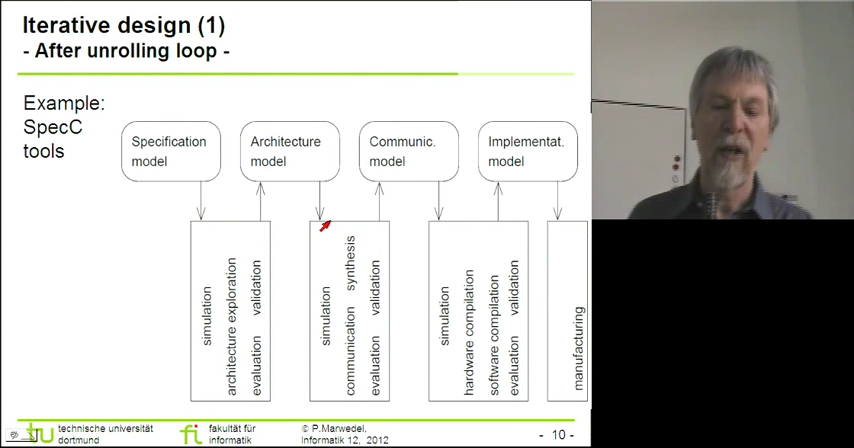 Iterative design (1)
- After unrolling loop -
Example:
SpecC
tools
Specification
model
Architecture
model
Communic.
model
Implementat.
model
simulation
architecture exploration
evaluation validation
simulation
communication synthesis
evaluation validation
simulation
hardware compilation
software compilation
evaluation validation
manufacturing
tu
technische universität
dortmund
fi
fakultät für
informatik
© P.Marwedel,
Informatik 12, 2012
- 10 -